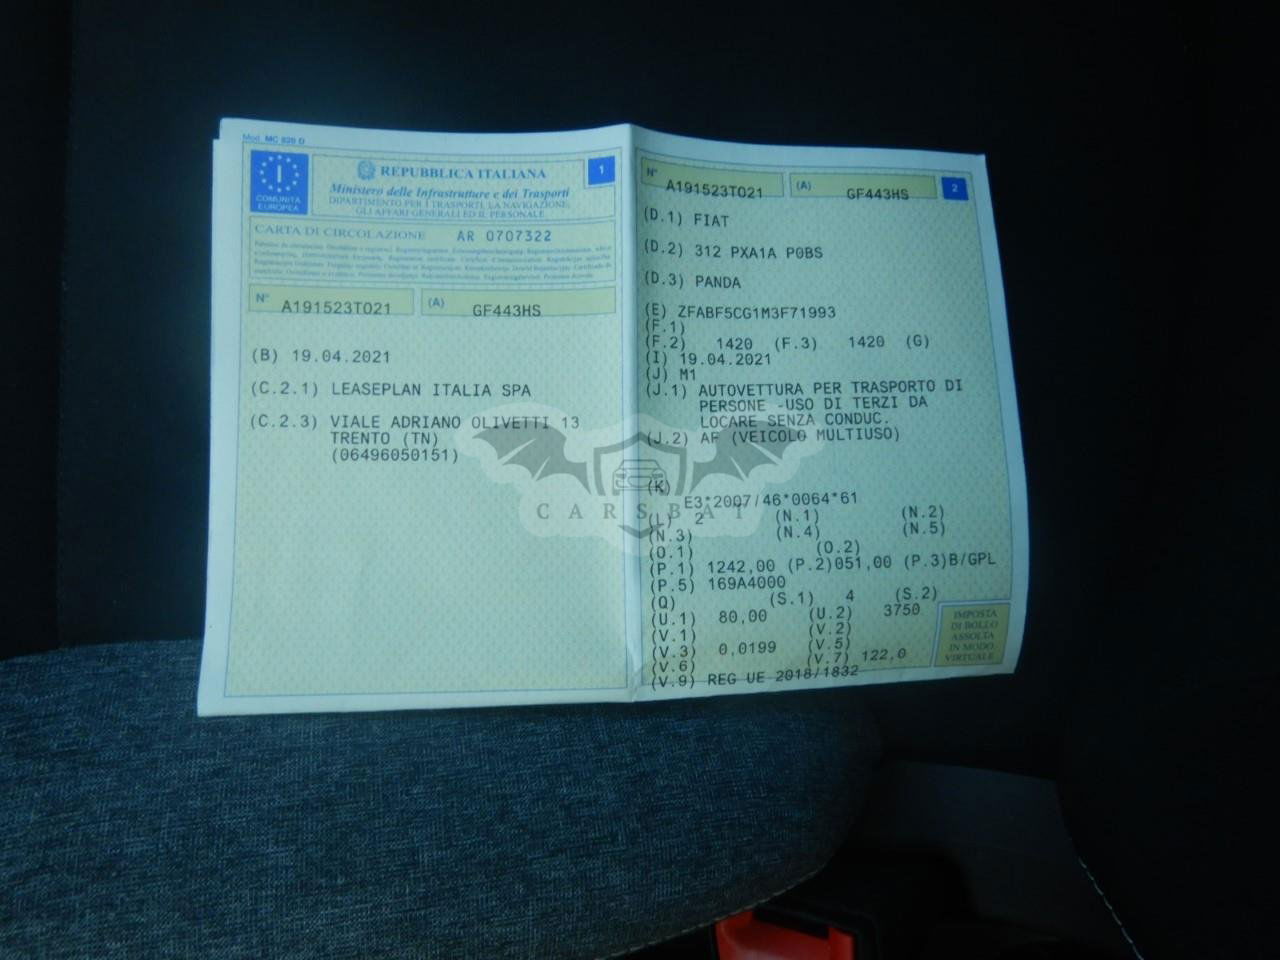 Mod. MC 820 D
REPUBBLICA ITALIANA
1
Ministero delle Infrastrutture e dei Trasporti
DIPARTIMENTO PER I TRASPORTI, LA NAVIGAZIONE,
GLI AFFARI GENERALI ED IL PERSONALE
I
COMUNITÀ
EUROPEA
CARTA DI CIRCOLAZIONE AR 0707322
N° A191523TO21 (A) GF443HS
(B) 19.04.2021
(C.2.1) LEASEPLAN ITALIA SPA
(C.2.3) VIALE ADRIANO OLIVETTI 13
TRENTO (TN)
(06496050151)
N° A191523TO21 (A) GF443HS 2
(D.1) FIAT
(D.2) 312 PXA1A P0BS
(D.3) PANDA
(E) ZFABF5CG1M3F71993
(F.1)
(F.2) 1420 (F.3) 1420 (G)
(I) 19.04.2021
(J) M1
(J.1) AUTOVETTURA PER TRASPORTO DI
PERSONE -USO DI TERZI DA
LOCARE SENZA CONDUC.
(J.2) AF (VEICOLO MULTIUSO)
(K) E3*2007/46*0064*61
CARSBAT
(L) 2 (N.1) (N.2)
(N.3) (N.4) (N.5)
(O.1) (O.2)
(P.1) 1242,00 (P.2)051,00 (P.3)B/GPL
(P.5) 169A4000
(Q) (S.1) 4 (S.2)
(U.1) 80,00 (U.2) 3750
(V.1) (V.2)
(V.3) 0,0199 (V.5)
(V.6) (V.7) 122,0
(V.9) REG UE 2018/1832
IMPOSTA
DI BOLLO
ASSOLTA
IN MODO
VIRTUALE